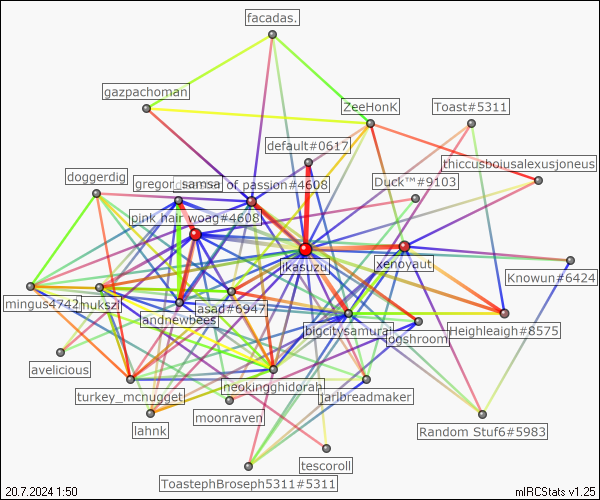 facadas.
gazpachoman
ZeeHonK
Toast#5311
default#0617
thiccusboiusalexusjoneus
doggerdig
gregor_samsa
of passion#4608
Duck™#9103
pink hair
woag#4608
jkasuzu
xenoyaut
Knowun#6424
mingus4742
nukszi
asad#6947
andnewbees
bigcitysamurai
ogshroom
Heighleaigh#8575
avelicious
neokingghidorah
turkey_mcnugget
moonraven
jarlbreadmaker
lahnk
Random Stuf6#5983
tescoroll
ToastephBroseph5311#5311
20.7.2024 1:50
mIRCStats v1.25